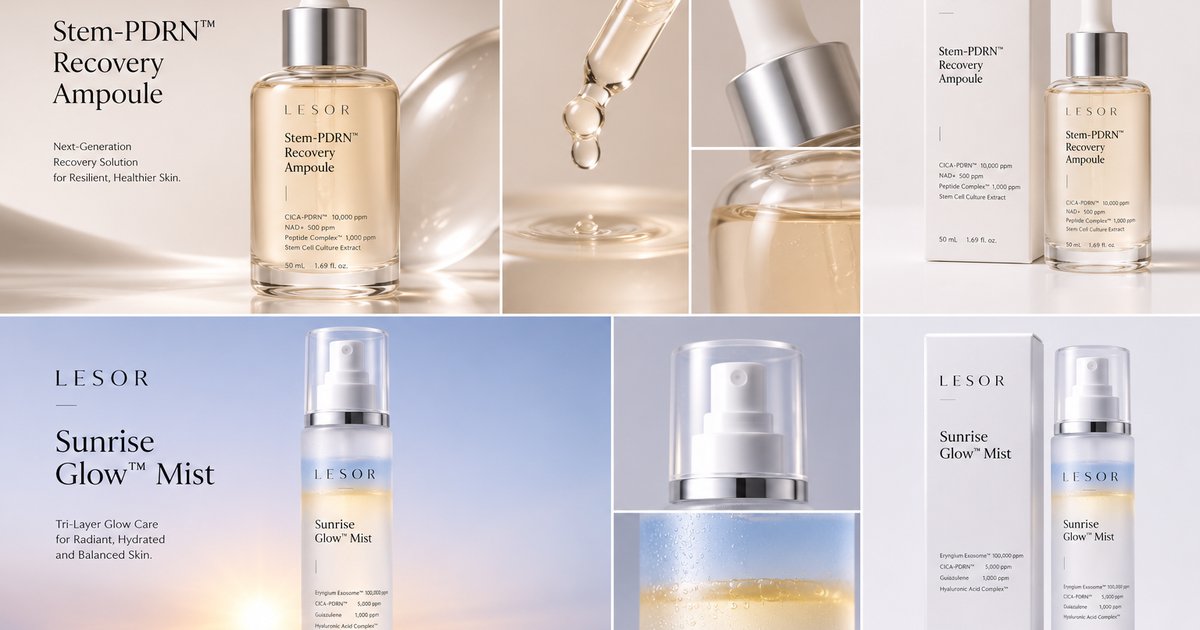 Stem-PDRN™
Recovery
Ampoule
Next-Generation
Recovery Solution
for Resilient, Healthier Skin.
LESOR
Stem-PDRN™
Recovery
Ampoule
CICA-PDRN™ 10,000 ppm
NAD+ 500 ppm
Peptide Complex™ 1,000 ppm
Stem Cell Culture Extract
50 mL 1.69 fl. oz.
Stem-PDRN™
Recovery
Ampoule
CICA-PDRN™ 10,000 ppm
NAD+ 500 ppm
Peptide Complex™ 1,000 ppm
Stem Cell Culture Extract
50 mL 1.69 fl. oz.
LESOR
Stem-PDRN™
Recovery
Ampoule
CICA-PDRN™ 10,000 ppm
NAD+ 500 ppm
Peptide Complex™ 1,000 ppm
Stem Cell Culture Extract
50 mL 1.69 fl. oz.
LESOR
Sunrise
Glow™ Mist
Tri-Layer Glow Care
for Radiant, Hydrated
and Balanced Skin.
LESOR
Sunrise
Glow™ Mist
Eryngium Exosome™ 100,000 ppm
CICA-PDRN™ 5,000 ppm
Guaiazulene 1,000 ppm
Hyaluronic Acid Complex™
LESOR
Sunrise
Glow™ Mist
Eryngium Exosome™ 100,000 ppm
CICA-PDRN™ 5,000 ppm
Guaiazulene 1,000 ppm
Hyaluronic Acid Complex™
LESOR
Sunrise
Glow™ Mist
Eryngium Exosome™ 100,000 ppm
CICA-PDRN™ 5,000 ppm
Guaiazulene 1,000 ppm
Hyaluronic Acid Complex™